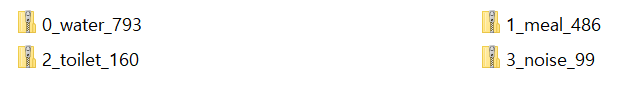 0_water_793 1_meal_486
2_toilet_160 3_noise_99